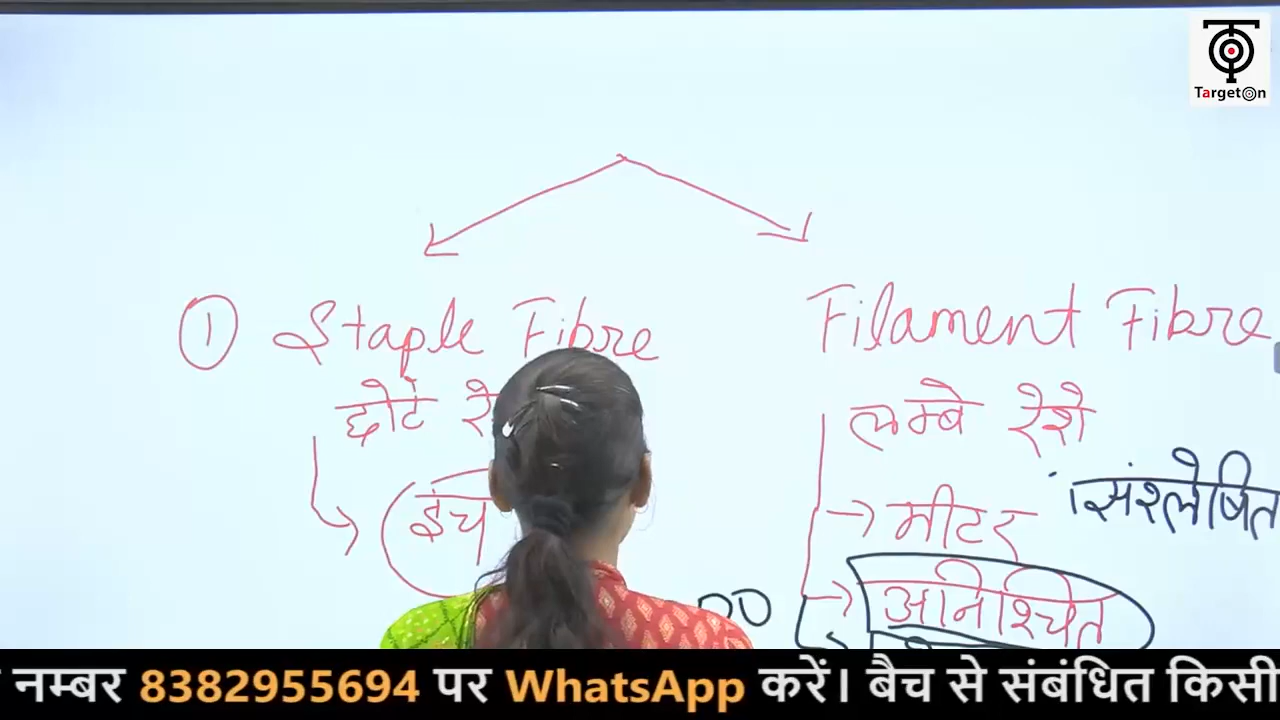 TargetOn
① Staple Fibre
छोटे
इंच
Filament Fibre
लम्बे रेशे
→ मीटर
संश्लेषित
→ अनिश्चित
नम्बर 8382955694 पर WhatsApp करें। बैच से संबंधित किसी